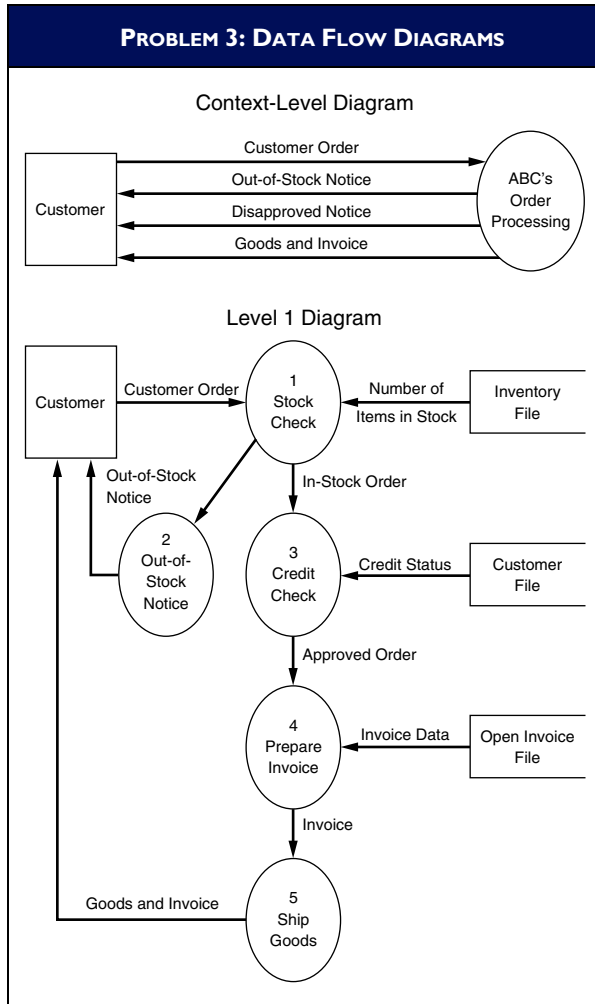 PROBLEM 3: DATA FLOW DIAGRAMS
Context-Level Diagram
Customer
Customer Order
Out-of-Stock Notice
Disapproved Notice
Goods and Invoice
ABC's
Order
Processing
Level 1 Diagram
Customer
Customer Order
1
Stock
Check
Number of
Items in Stock
Inventory
File
Out-of-Stock
Notice
In-Stock Order
2
Out-of-
Stock
Notice
3
Credit
Check
Credit Status
Customer
File
Approved Order
4
Prepare
Invoice
Invoice Data
Open Invoice
File
Invoice
Goods and Invoice
5
Ship
Goods